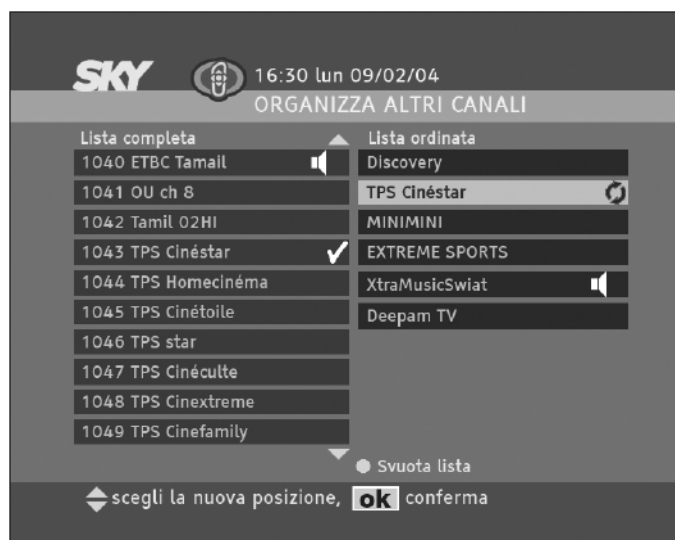 SKY
16:30 lun 09/02/04
ORGANIZZA ALTRI CANALI
Lista completa
1040 ETBC Tamail
1041 OU ch 8
1042 Tamil 02HI
1043 TPS Cinéstar
1044 TPS Homecinéma
1045 TPS Cinétoile
1046 TPS star
1047 TPS Cinéculte
1048 TPS Cinextreme
1049 TPS Cinefamily
Lista ordinata
Discovery
TPS Cinéstar
MINIMINI
EXTREME SPORTS
XtraMusicSwiat
Deepam TV
Svuota lista
scegli la nuova posizione, ok conferma